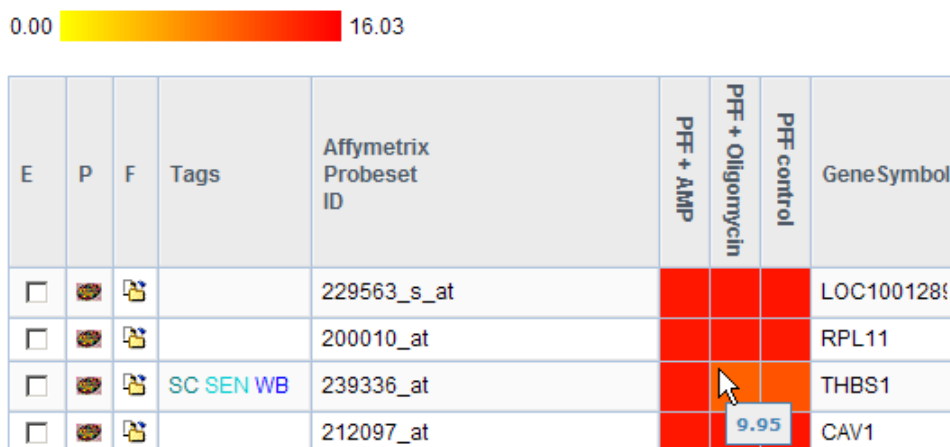 0.00 16.03
E P F Tags Affymetrix Probeset ID PFF + AMP PFF + Oligomycin PFF control GeneSymbol
229563_s_at
200010_at RPL11
SC SEN WB 239336_at THBS1
9.95
212097_at CAV1